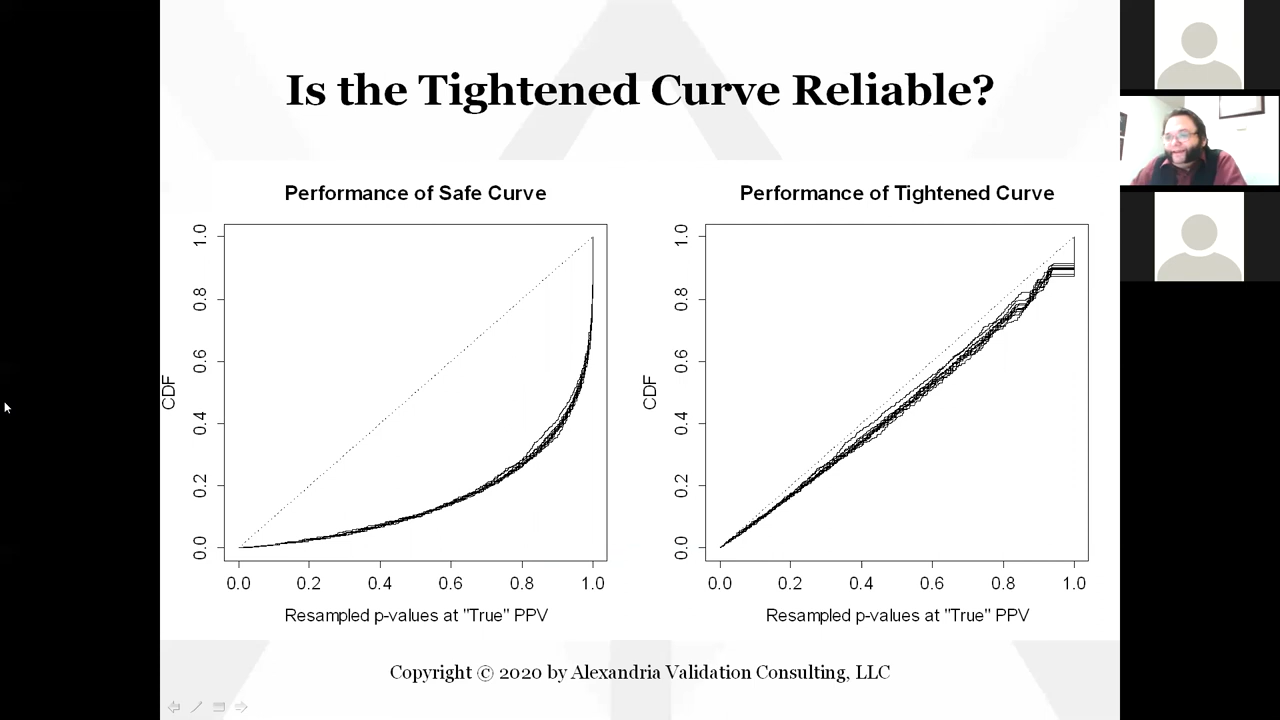 Is the Tightened Curve Reliable?
Performance of Safe Curve
CDF
1.0
0.8
0.6
0.4
0.2
0.0
0.0 0.2 0.4 0.6 0.8 1.0
Resampled p-values at "True" PPV
Performance of Tightened Curve
CDF
1.0
0.8
0.6
0.4
0.2
0.0
0.0 0.2 0.4 0.6 0.8 1.0
Resampled p-values at "True" PPV
Copyright © 2020 by Alexandria Validation Consulting, LLC